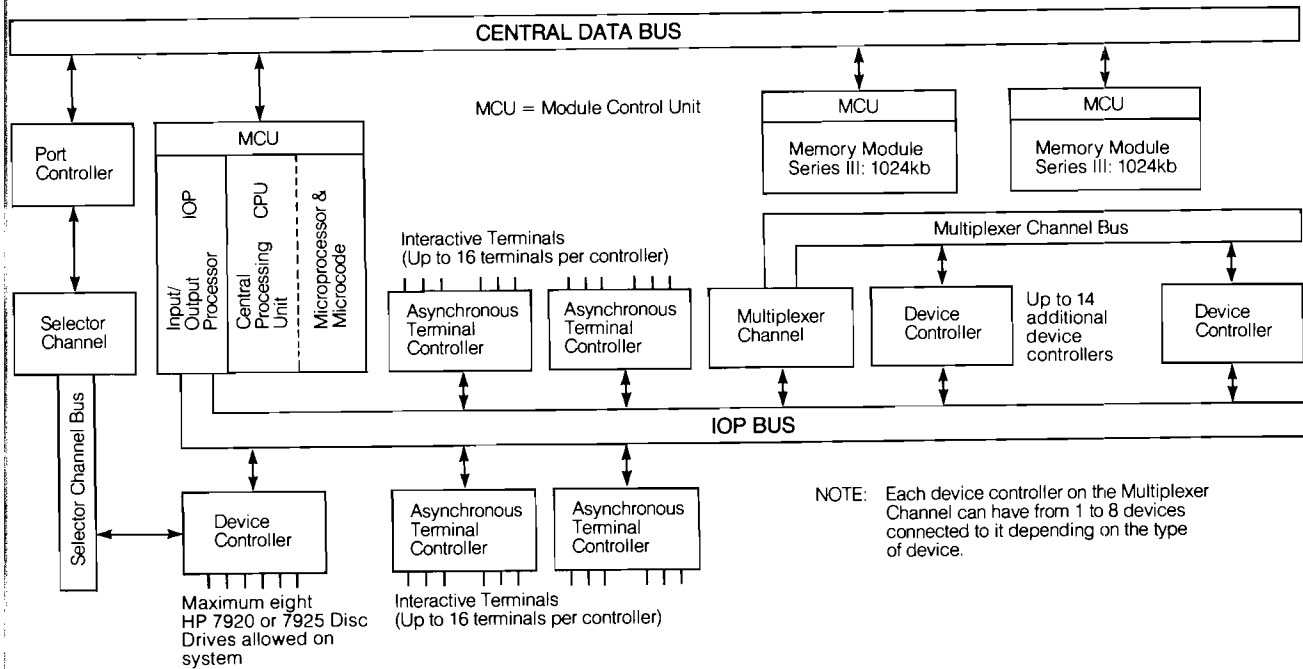 CENTRAL DATA BUS
MCU = Module Control Unit
Port
Controller
MCU
Input/
Output
Processor
IOP
Central
Processing
Unit
CPU
Microprocessor &
Microcode
MCU
Memory Module
Series III: 1024kb
MCU
Memory Module
Series III: 1024kb
Multiplexer Channel Bus
Interactive Terminals
(Up to 16 terminals per controller)
Selector
Channel
Asynchronous
Terminal
Controller
Asynchronous
Terminal
Controller
Multiplexer
Channel
Device
Controller
Up to 14
additional
device
controllers
Device
Controller
IOP BUS
Selector Channel Bus
Device
Controller
Asynchronous
Terminal
Controller
Asynchronous
Terminal
Controller
NOTE: Each device controller on the Multiplexer
Channel can have from 1 to 8 devices
connected to it depending on the type
of device.
Maximum eight
HP 7920 or 7925 Disc
Drives allowed on
system
Interactive Terminals
(Up to 16 terminals per controller)